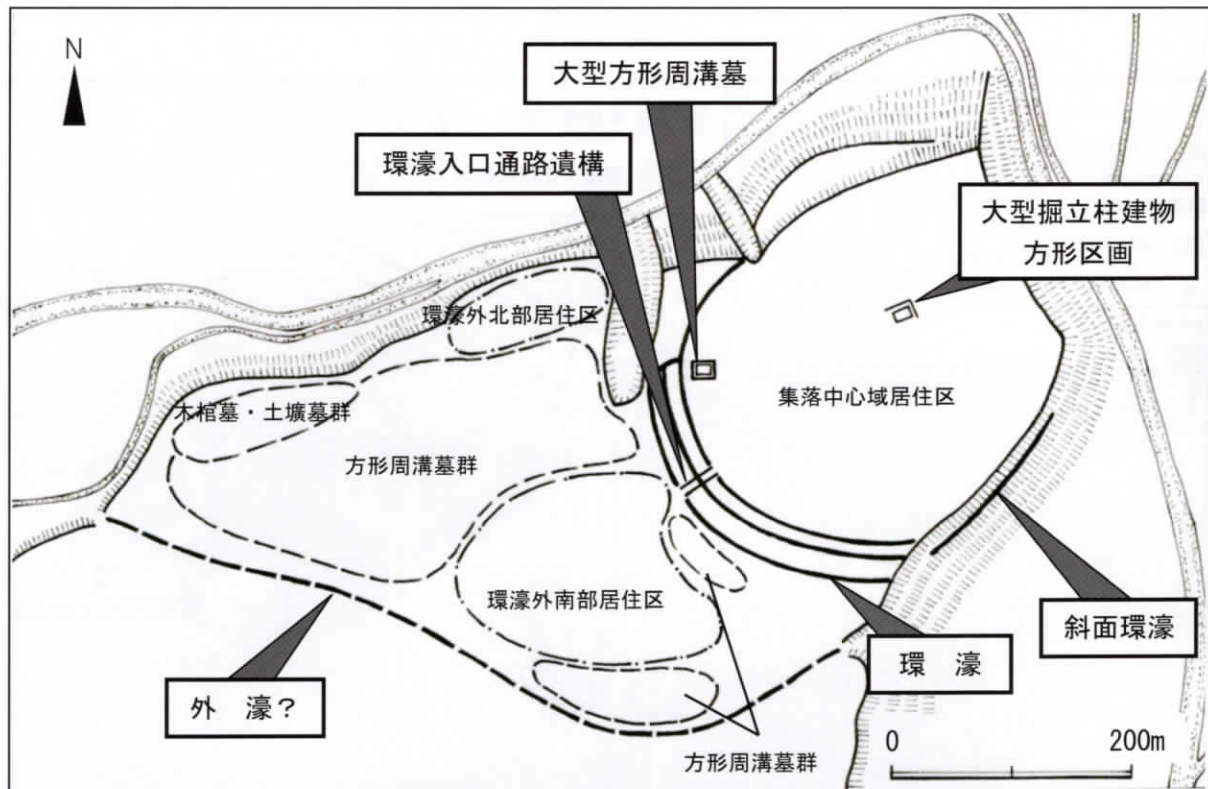 N
大型方形周溝墓
環濠入口通路遺構
大型掘立柱建物
方形区画
環濠外北部居住区
木棺墓・土壙墓群
集落中心域居住区
方形周溝墓群
環濠外南部居住区
斜面環濠
環 濠
外 濠?
方形周溝墓群
0 200m